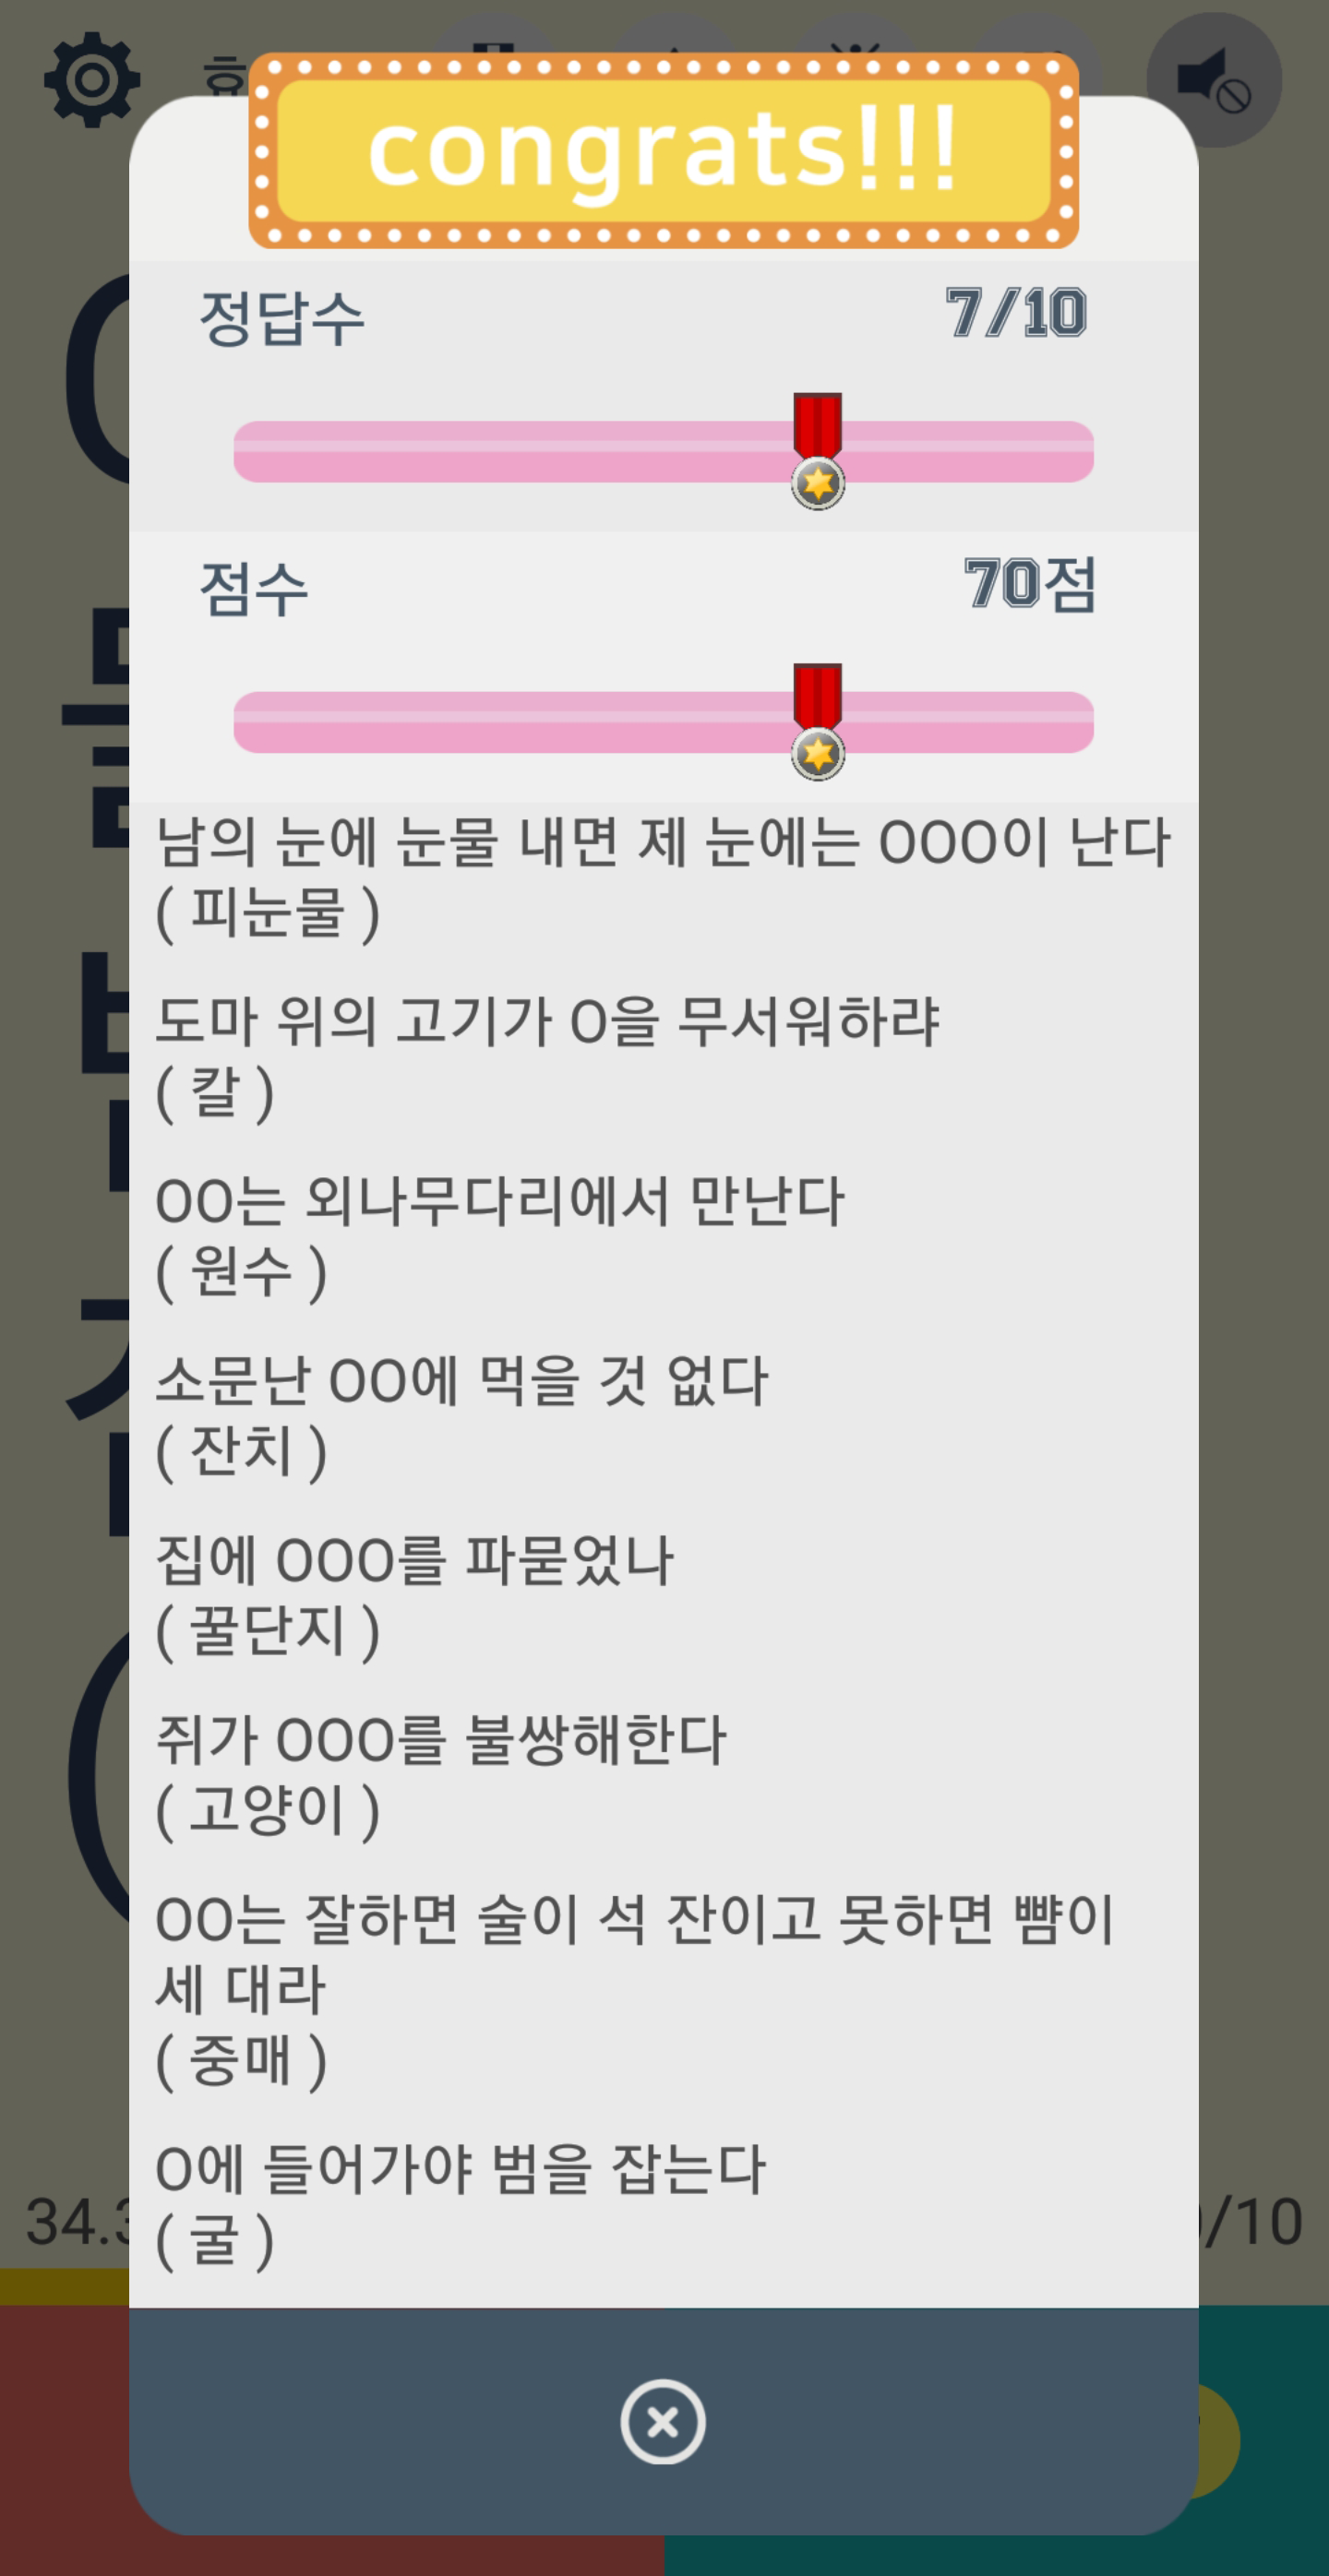 congrats!!!
정답수 7/10
점수 70점
남의 눈에 눈물 내면 제 눈에는 OOO이 난다
( 피눈물 )
도마 위의 고기가 O을 무서워하랴
( 칼 )
OO는 외나무다리에서 만난다
( 원수 )
소문난 OO에 먹을 것 없다
( 잔치 )
집에 OOO를 파묻었나
( 꿀단지 )
쥐가 OOO를 불쌍해한다
( 고양이 )
OO는 잘하면 술이 석 잔이고 못하면 뺨이
세 대라
( 중매 )
O에 들어가야 범을 잡는다
( 굴 )
34.3
/10